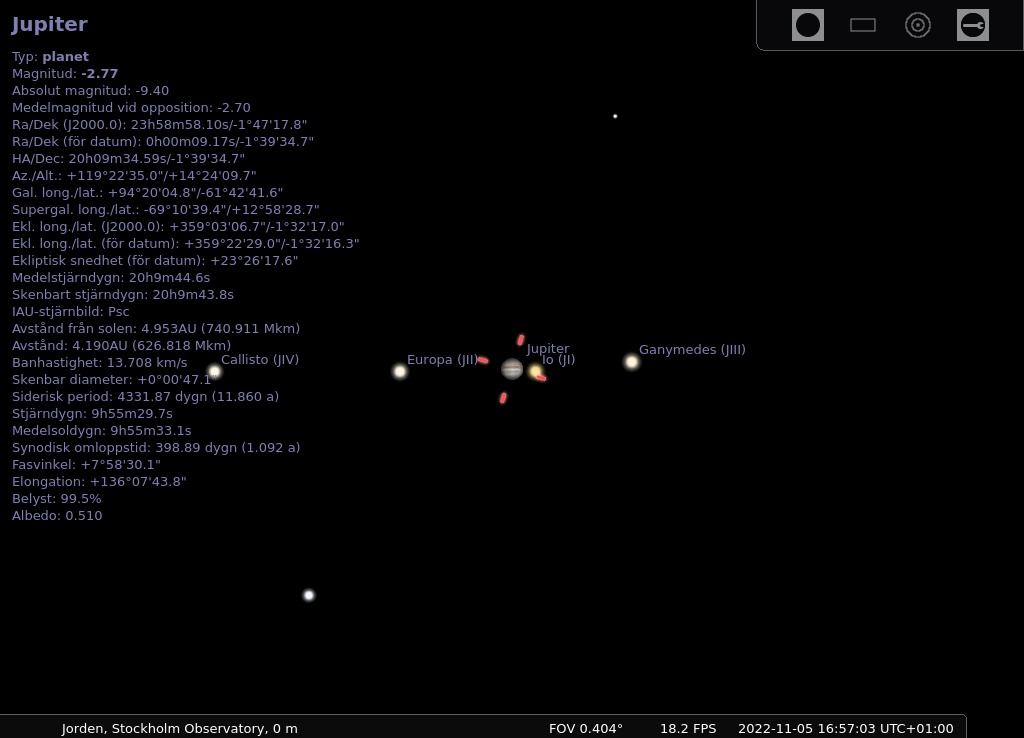 Jupiter
Typ: planet
Magnitud: -2.77
Absolut magnitud: -9.40
Medelmagnitud vid opposition: -2.70
Ra/Dek (J2000.0): 23h58m58.10s/-1°47'17.8"
Ra/Dek (för datum): 0h00m09.17s/-1°39'34.7"
HA/Dec: 20h09m34.59s/-1°39'34.7"
Az./Alt.: +119°22'35.0"/+14°24'09.7"
Gal. long./lat.: +94°20'04.8"/-61°42'41.6"
Supergal. long./lat.: -69°10'39.4"/+12°58'28.7"
Ekl. long./lat. (J2000.0): +359°03'06.7"/-1°32'17.0"
Ekl. long./lat. (för datum): +359°22'29.0"/-1°32'16.3"
Ekliptisk snedhet (för datum): +23°26'17.6"
Medelstjärndygn: 20h9m44.6s
Skenbart stjärndygn: 20h9m43.8s
IAU-stjärnbild: Psc
Avstånd från solen: 4.953AU (740.911 Mkm)
Avstånd: 4.190AU (626.818 Mkm)
Banhastighet: 13.708 km/s
Skenbar diameter: +0°00'47.1"
Siderisk period: 4331.87 dygn (11.860 a)
Stjärndygn: 9h55m29.7s
Medelsoldygn: 9h55m33.1s
Synodisk omloppstid: 398.89 dygn (1.092 a)
Fasvinkel: +7°58'30.1"
Elongation: +136°07'43.8"
Belyst: 99.5%
Albedo: 0.510
Callisto (JIV)
Europa (JII)
Jupiter
Io (JI)
Ganymedes (JIII)
Jorden, Stockholm Observatory, 0 m
FOV 0.404°
18.2 FPS
2022-11-05 16:57:03 UTC+01:00